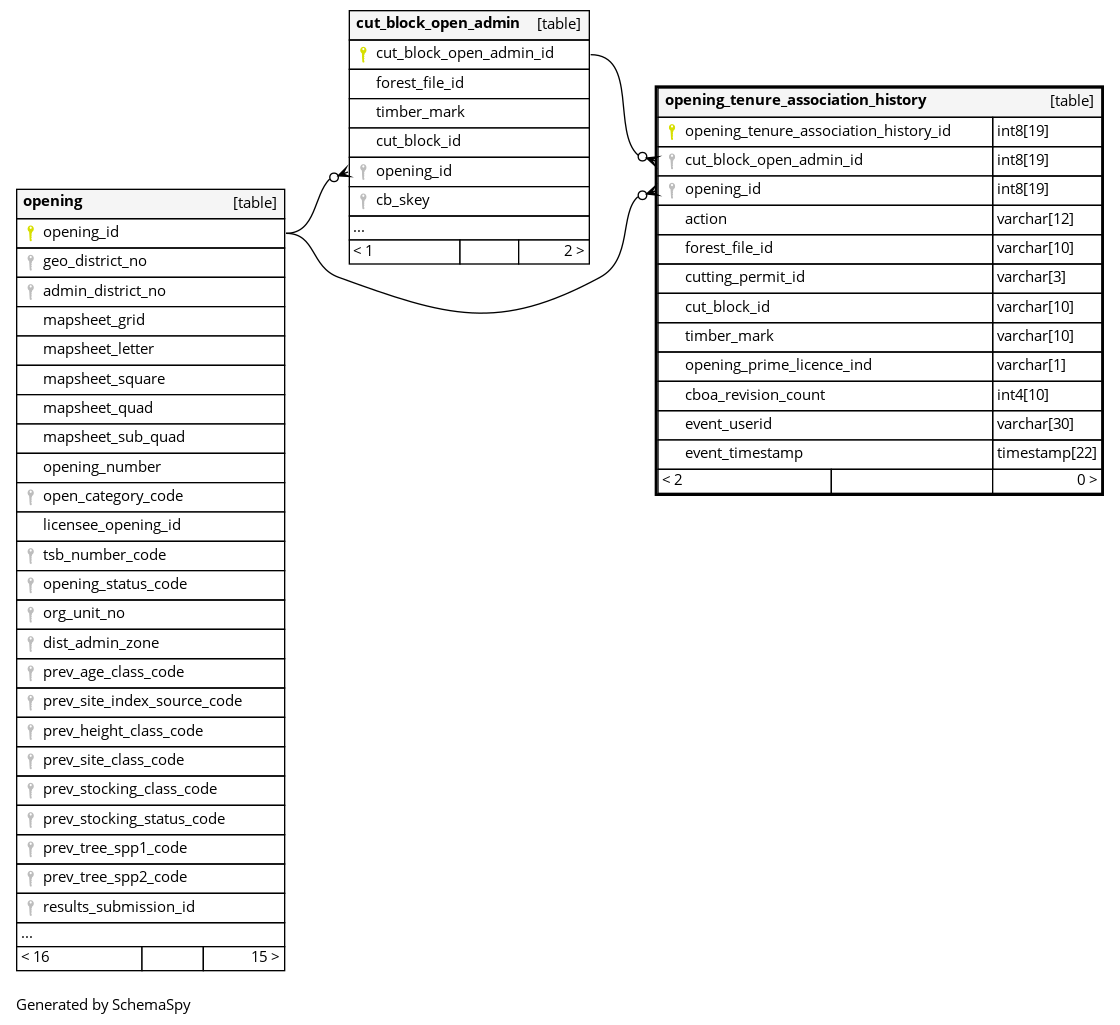 cut_block_open_admin [table]
cut_block_open_admin_id
forest_file_id
timber_mark
cut_block_id
opening_id
cb_skey
...
< 1 2 >
opening_tenure_association_history [table]
opening_tenure_association_history_id int8[19]
cut_block_open_admin_id int8[19]
opening_id int8[19]
action varchar[12]
forest_file_id varchar[10]
cutting_permit_id varchar[3]
cut_block_id varchar[10]
timber_mark varchar[10]
opening_prime_licence_ind varchar[1]
cboa_revision_count int4[10]
event_userid varchar[30]
event_timestamp timestamp[22]
< 2 0 >
opening [table]
opening_id
geo_district_no
admin_district_no
mapsheet_grid
mapsheet_letter
mapsheet_square
mapsheet_quad
mapsheet_sub_quad
opening_number
open_category_code
licensee_opening_id
tsb_number_code
opening_status_code
org_unit_no
dist_admin_zone
prev_age_class_code
prev_site_index_source_code
prev_height_class_code
prev_site_class_code
prev_stocking_class_code
prev_stocking_status_code
prev_tree_spp1_code
prev_tree_spp2_code
results_submission_id
...
< 16 15 >
Generated by SchemaSpy